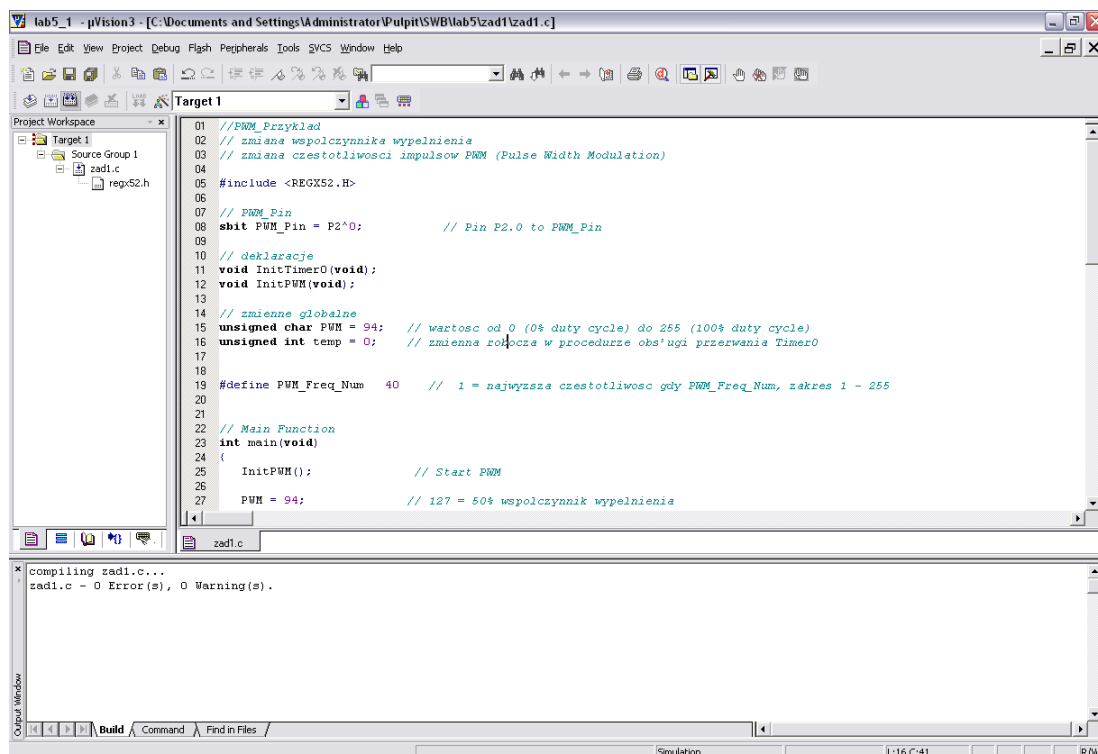 lab5_1 - µVision3 - [C:\Documents and Settings\Administrator\Pulpit\SWB\lab5\zad1\zad1.c]
File Edit View Project Debug Flash Peripherals Tools SVCS Window Help
Target 1
Project Workspace
Target 1
Source Group 1
zad1.c
regx52.h
01 //PWM_Przyklad
02 // zmiana wspolczynnika wypelnienia
03 // zmiana czestotliwosci impulsow PWM (Pulse Width Modulation)
04
05 #include <REGX52.H>
06
07 // PWM_Pin
08 sbit PWM_Pin = P2^0; // Pin P2.0 to PWM_Pin
09
10 // deklaracje
11 void InitTimer0(void);
12 void InitPWM(void);
13
14 // zmienne globalne
15 unsigned char PWM = 94; // wartosc od 0 (0% duty cycle) do 255 (100% duty cycle)
16 unsigned int temp = 0; // zmienna robocza w procedurze obs'ugi przerwania Timer0
17
18
19 #define PWM_Freq_Num 40 // 1 = najwyzsza czestotliwosc gdy PWM_Freq_Num, zakres 1 - 255
20
21
22 // Main Function
23 int main(void)
24 {
25 InitPWM(); // Start PWM
26
27 PWM = 94; // 127 = 50% wspolczynnik wypelnienia
zad1.c
compiling zad1.c...
zad1.c - 0 Error(s), 0 Warning(s).
Output Window
Build Command Find in Files
Simulation L:16 C:41 R/W